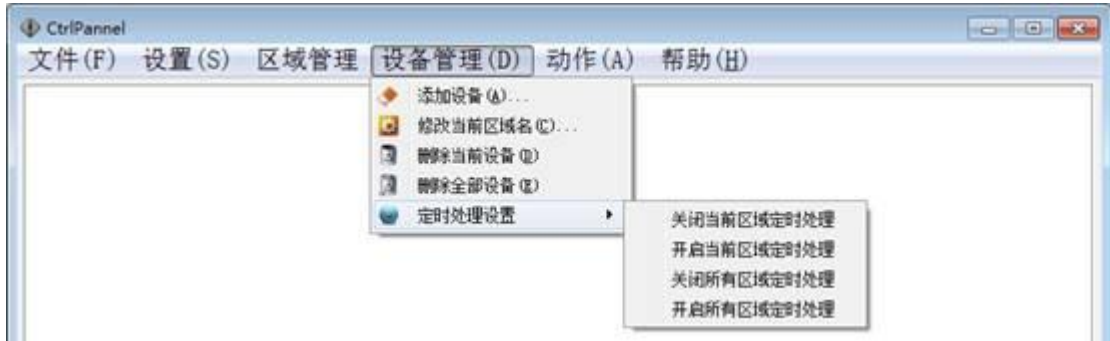 CtrlPannel
文件(F) 设置(S) 区域管理 设备管理(D) 动作(A) 帮助(H)
添加设备(A)...
修改当前区域名(C)...
删除当前设备(D)
删除全部设备(E)
定时处理设置
关闭当前区域定时处理
开启当前区域定时处理
关闭所有区域定时处理
开启所有区域定时处理